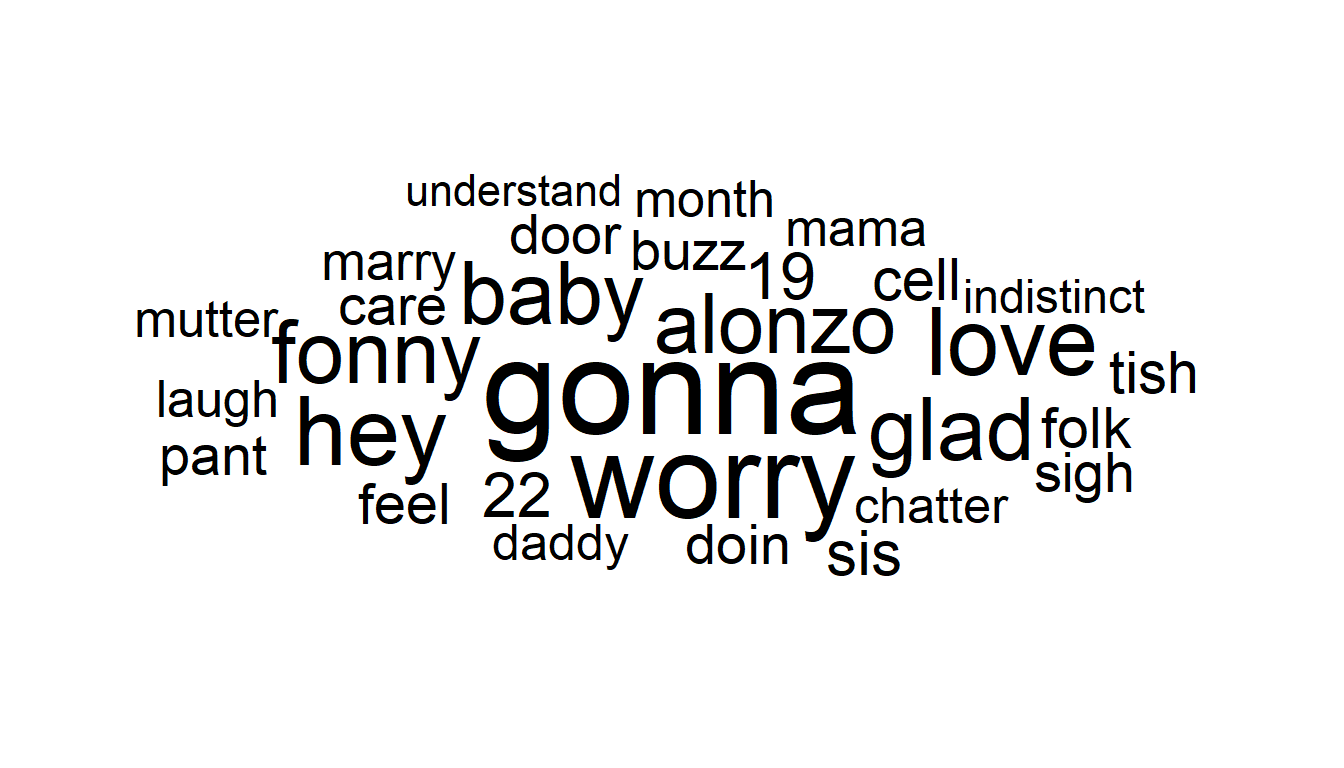 understand month
door buzz mama
marry baby 19 cell indistinct
mutter care alonzo love
fonny gonna tish
laugh hey glad folk
pant worry sigh
feel 22 chatter
daddy doin sis